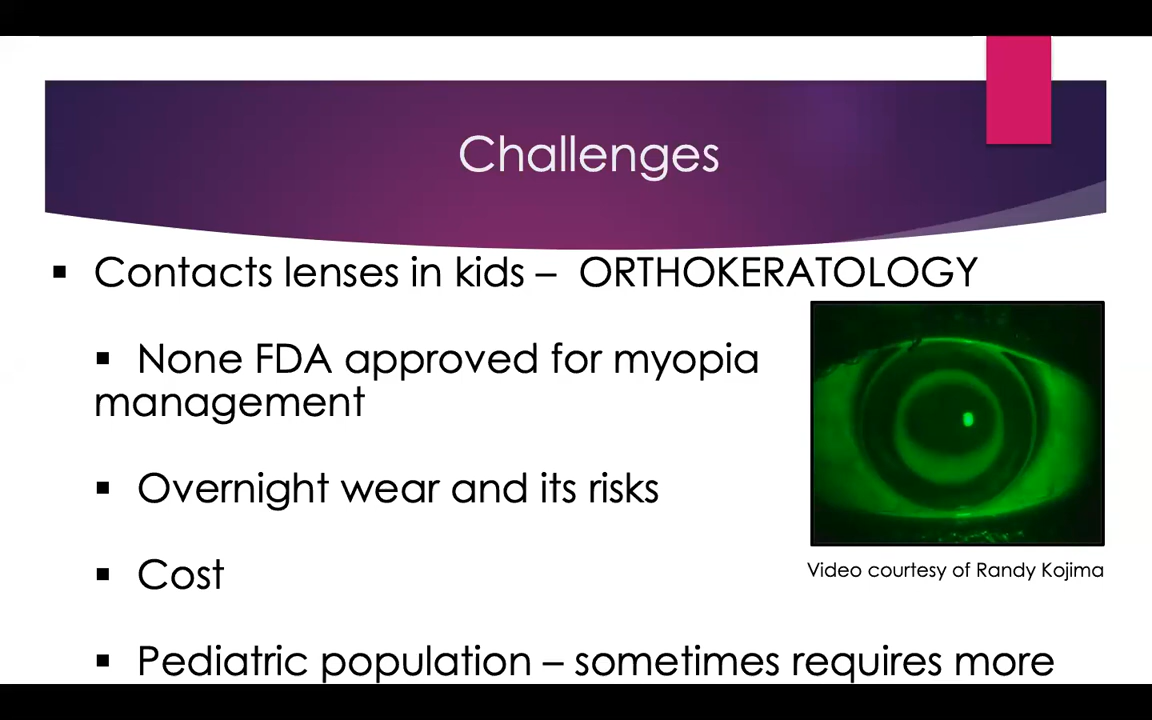 Challenges
▪ Contacts lenses in kids – ORTHOKERATOLOGY
▪ None FDA approved for myopia
management
▪ Overnight wear and its risks
▪ Cost
Video courtesy of Randy Kojima
▪ Pediatric population – sometimes requires more